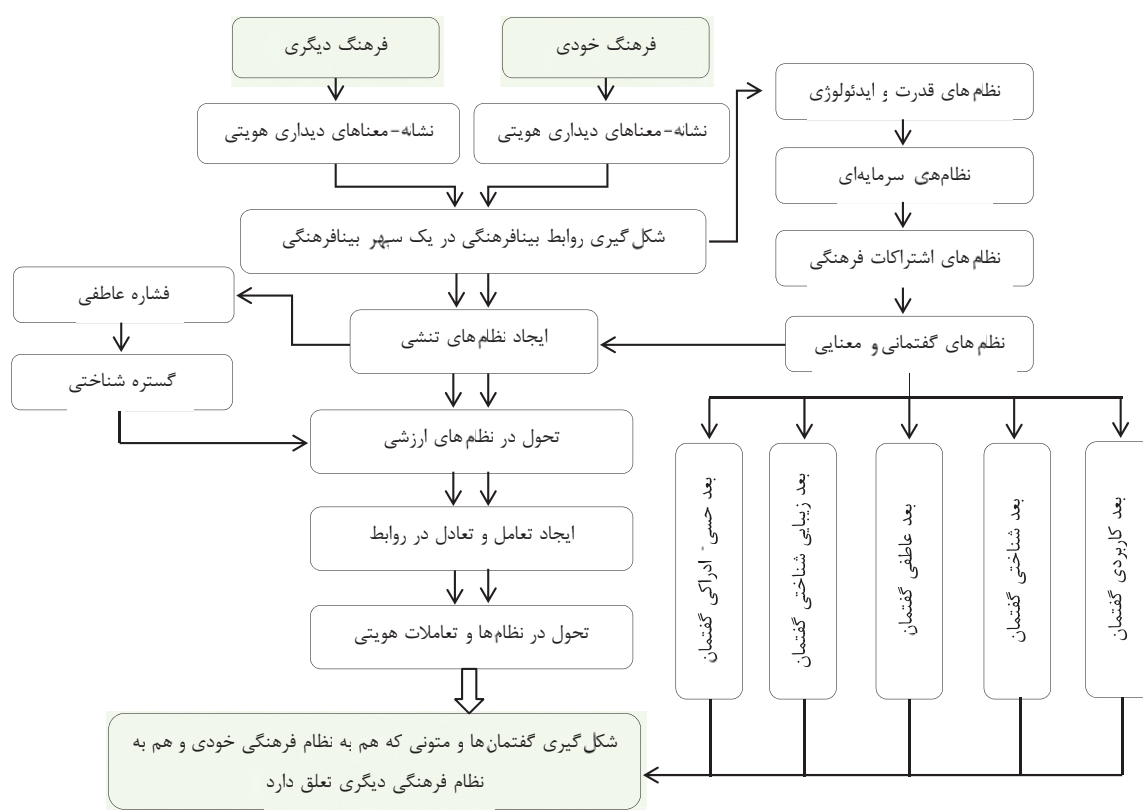 فرهنگ خودی
فرهنگ دیگری
نشانه-معناهای دیداری هویتی
نشانه-معناهای دیداری هویتی
شکل‌گیری روابط بینافرهنگی در یک سپهر بینافرهنگی
نظام‌های قدرت و ایدئولوژی
نظام‌های سرمایه‌ای
نظام‌های اشتراکات فرهنگی
نظم‌های گفتمانی و معنایی
ایجاد نظام‌های تنشی
فشاره عاطفی
گستره شناختی
تحول در نظام‌های ارزشی
ایجاد تعامل و تعادل در روابط
تحول در نظام‌ها و تعاملات هویتی
بعد کاربردی گفتمان
بعد شناختی گفتمان
بعد عاطفی گفتمان
بعد زیبایی شناختی گفتمان
بعد حسی- ادراکی گفتمان
شکل‌گیری گفتمان‌ها و متونی که هم به نظام فرهنگی خودی و هم به
نظام فرهنگی دیگری تعلق دارد